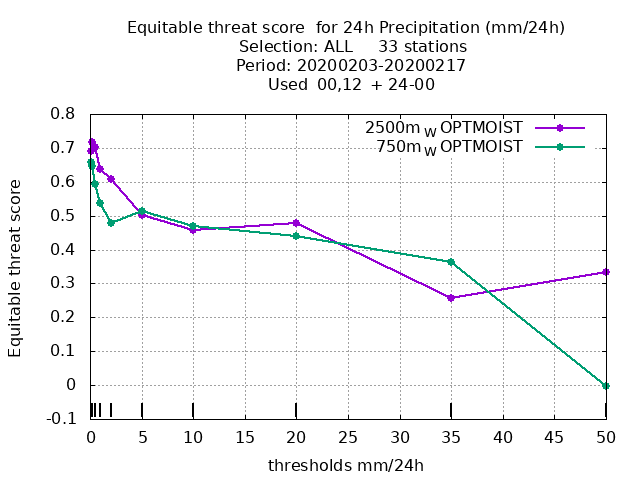 Equitable threat score  for 24h Precipitation (mm/24h)
Selection: ALL     33 stations
Period: 20200203-20200217
Used  00,12  + 24-00
2500m W OPTMOIST
750m W OPTMOIST
Equitable threat score
0.8
0.7
0.6
0.5
0.4
0.3
0.2
0.1
0
-0.1
0 5 10 15 20 25 30 35 40 45 50
thresholds mm/24h